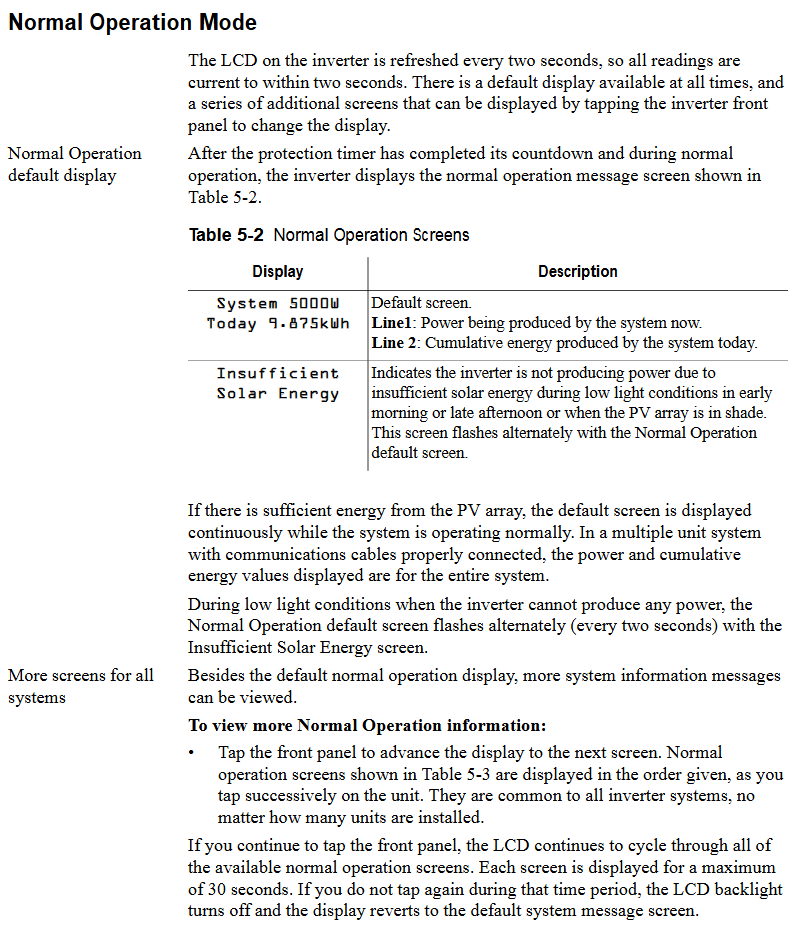 Normal Operation Mode
The LCD on the inverter is refreshed every two seconds, so all readings are
current to within two seconds. There is a default display available at all times, and
a series of additional screens that can be displayed by tapping the inverter front
panel to change the display.
Normal Operation
default display
After the protection timer has completed its countdown and during normal
operation, the inverter displays the normal operation message screen shown in
Table 5-2.
Table 5-2 Normal Operation Screens
Display
Description
System 5000W
Today 9.875kWh
Default screen.
Line1: Power being produced by the system now.
Line 2: Cumulative energy produced by the system today.
Insufficient
Solar Energy
Indicates the inverter is not producing power due to
insufficient solar energy during low light conditions in early
morning or late afternoon or when the PV array is in shade.
This screen flashes alternately with the Normal Operation
default screen.
If there is sufficient energy from the PV array, the default screen is displayed
continuously while the system is operating normally. In a multiple unit system
with communications cables properly connected, the power and cumulative
energy values displayed are for the entire system.
During low light conditions when the inverter cannot produce any power, the
Normal Operation default screen flashes alternately (every two seconds) with the
Insufficient Solar Energy screen.
More screens for all
systems
Besides the default normal operation display, more system information messages
can be viewed.
To view more Normal Operation information:
• Tap the front panel to advance the display to the next screen. Normal
operation screens shown in Table 5-3 are displayed in the order given, as you
tap successively on the unit. They are common to all inverter systems, no
matter how many units are installed.
If you continue to tap the front panel, the LCD continues to cycle through all of
the available normal operation screens. Each screen is displayed for a maximum
of 30 seconds. If you do not tap again during that time period, the LCD backlight
turns off and the display reverts to the default system message screen.